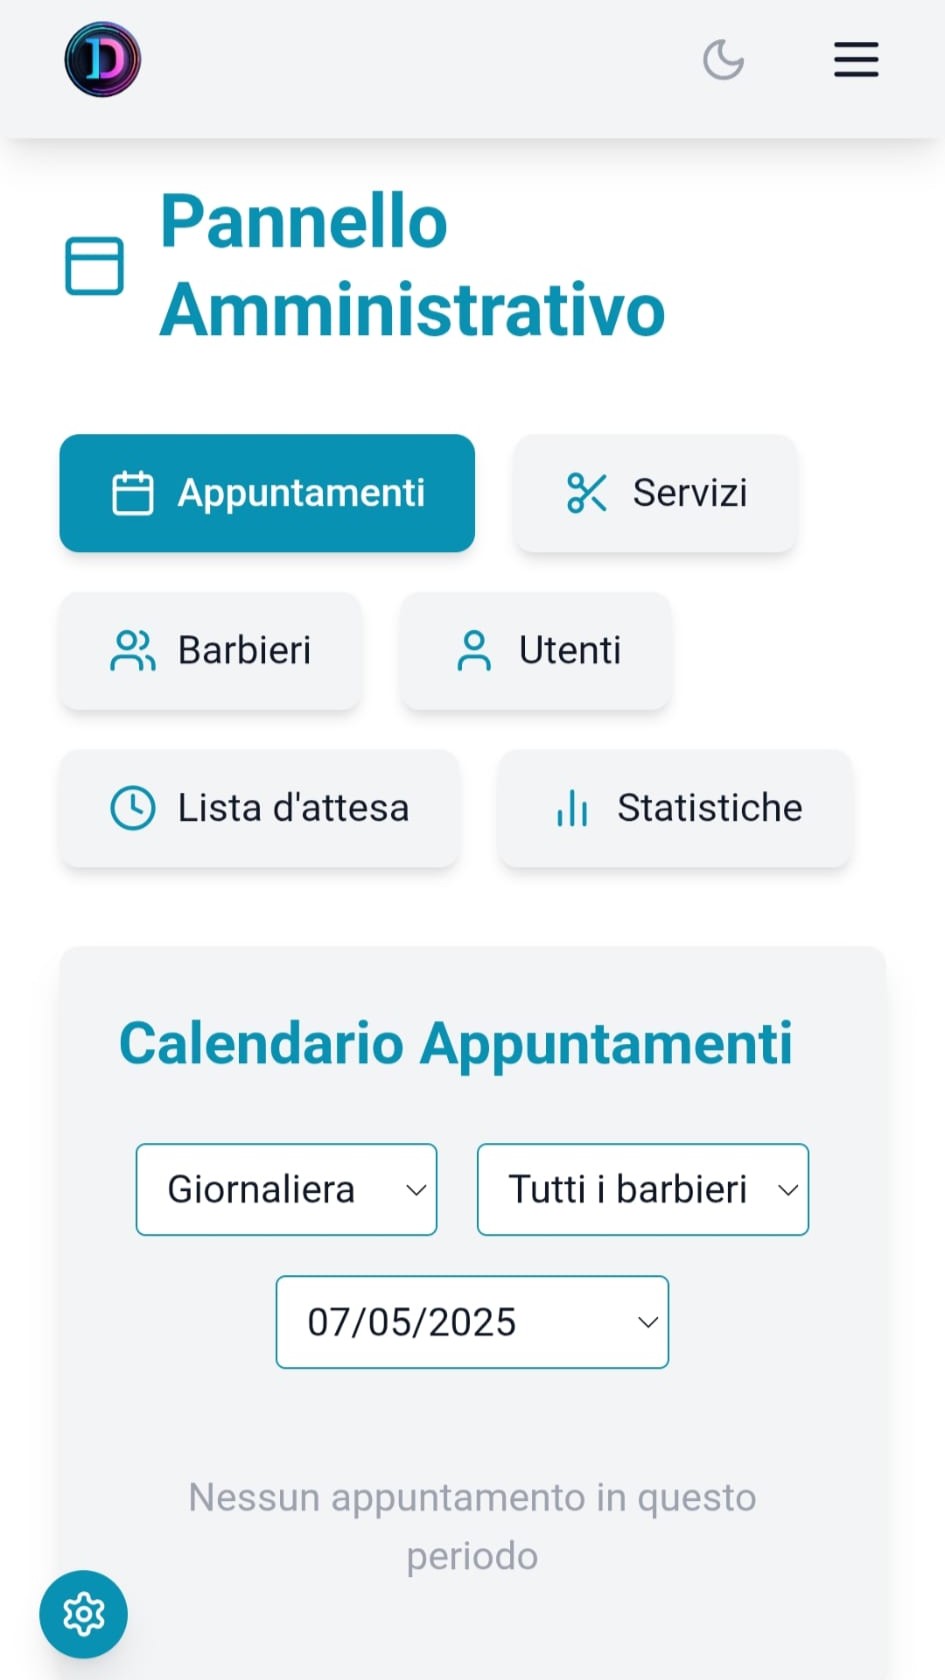 D
Pannello
Amministrativo
Appuntamenti
Servizi
Barbieri
Utenti
Lista d'attesa
Statistiche
Calendario Appuntamenti
Giornaliera
Tutti i barbieri
07/05/2025
Nessun appuntamento in questo
periodo